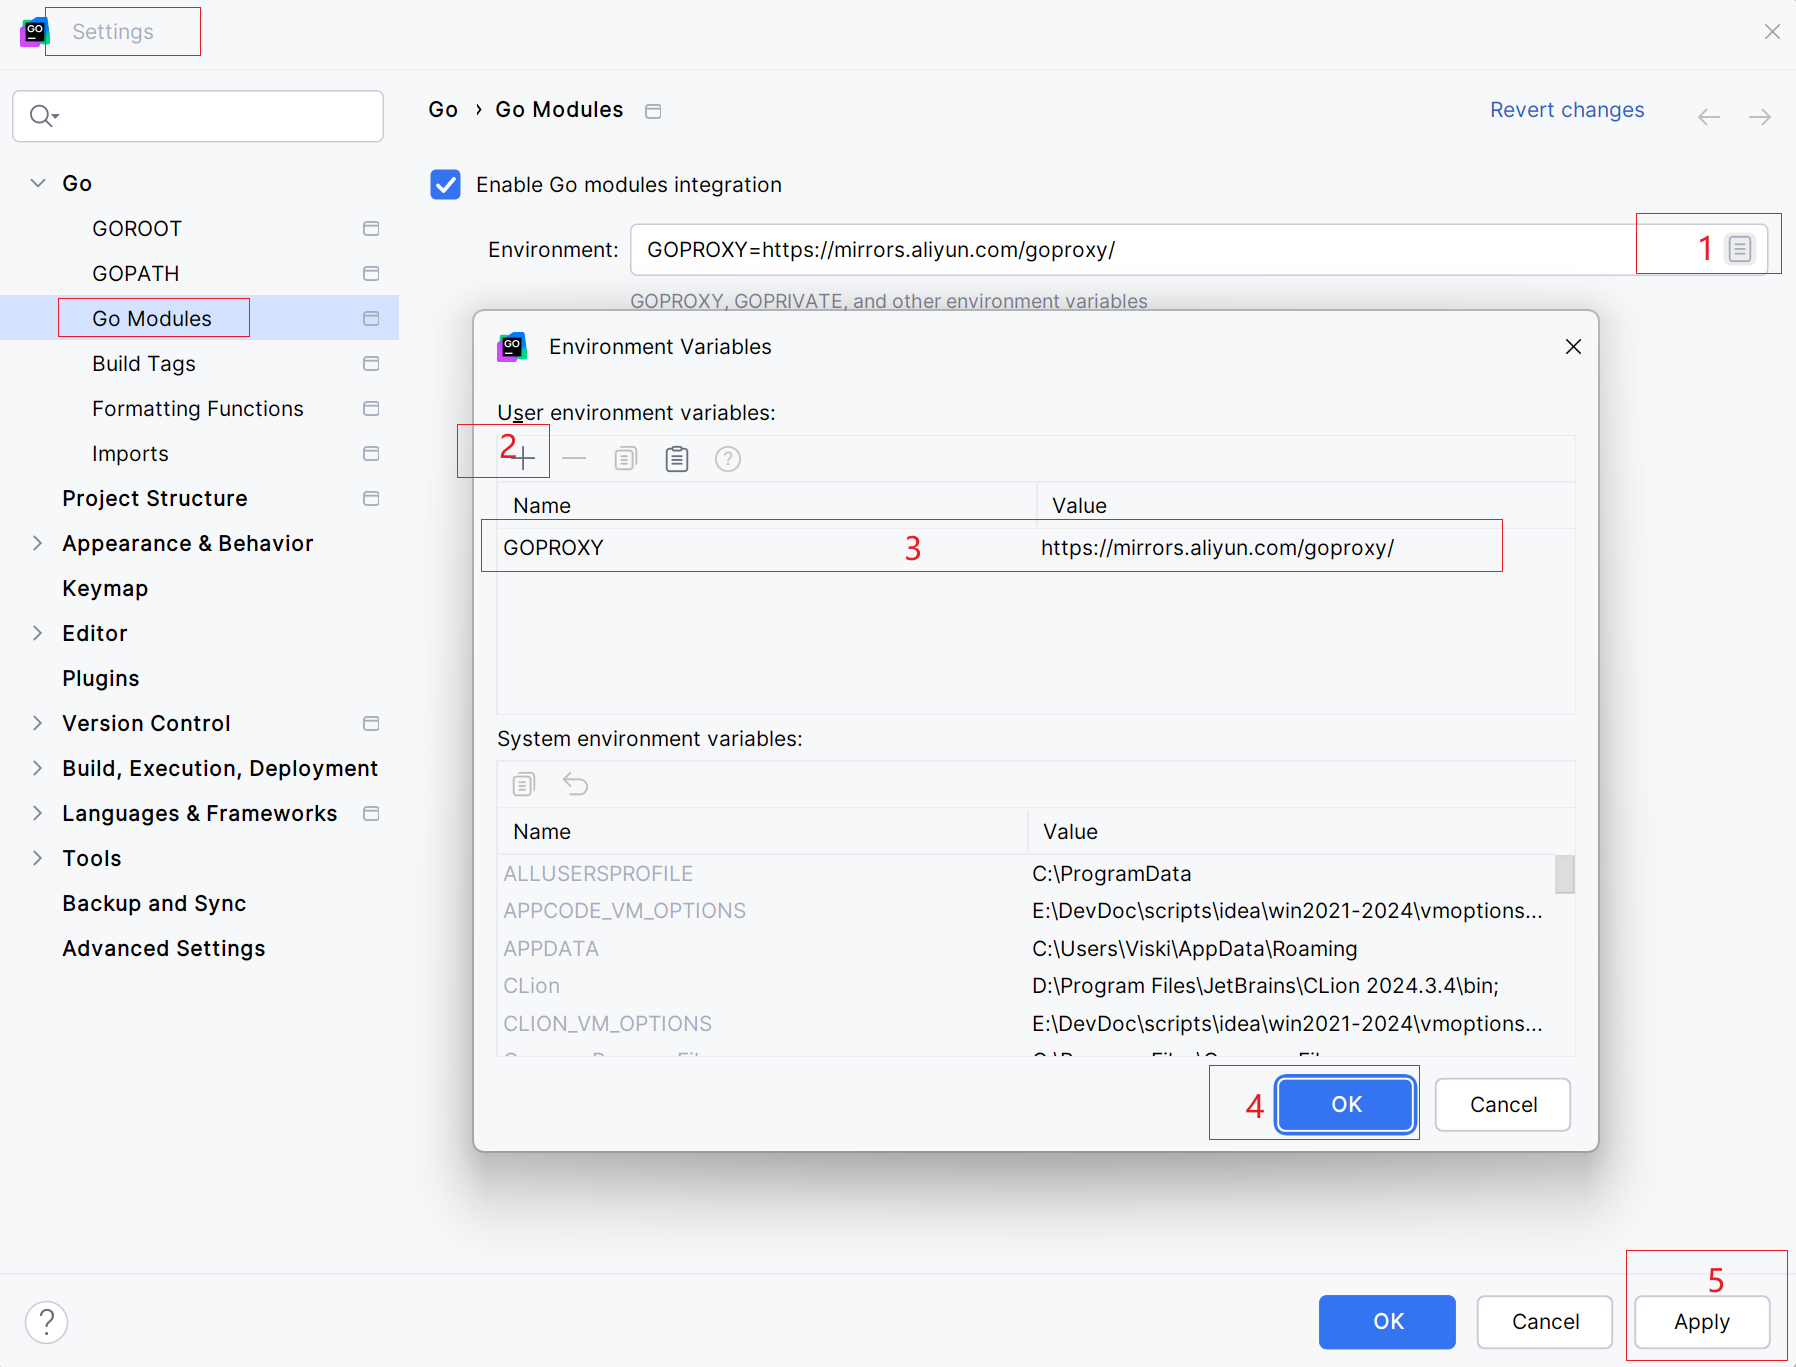 Settings
Go › Go Modules
Revert changes
Go
GOROOT
GOPATH
Go Modules
Build Tags
Formatting Functions
Imports
Project Structure
Appearance & Behavior
Keymap
Editor
Plugins
Version Control
Build, Execution, Deployment
Languages & Frameworks
Tools
Backup and Sync
Advanced Settings
Enable Go modules integration
Environment: GOPROXY=https://mirrors.aliyun.com/goproxy/ 1
GOPROXY, GOPRIVATE, and other environment variables
GO Environment Variables
User environment variables:
2
Name Value
GOPROXY 3 https://mirrors.aliyun.com/goproxy/
System environment variables:
Name Value
ALLUSERSPROFILE C:\ProgramData
APPCODE_VM_OPTIONS E:\DevDoc\scripts\idea\win2021-2024\vmoptions...
APPDATA C:\Users\Viski\AppData\Roaming
CLion D:\Program Files\JetBrains\CLion 2024.3.4\bin;
CLION_VM_OPTIONS E:\DevDoc\scripts\idea\win2021-2024\vmoptions...
4 OK Cancel
5
? OK Cancel Apply